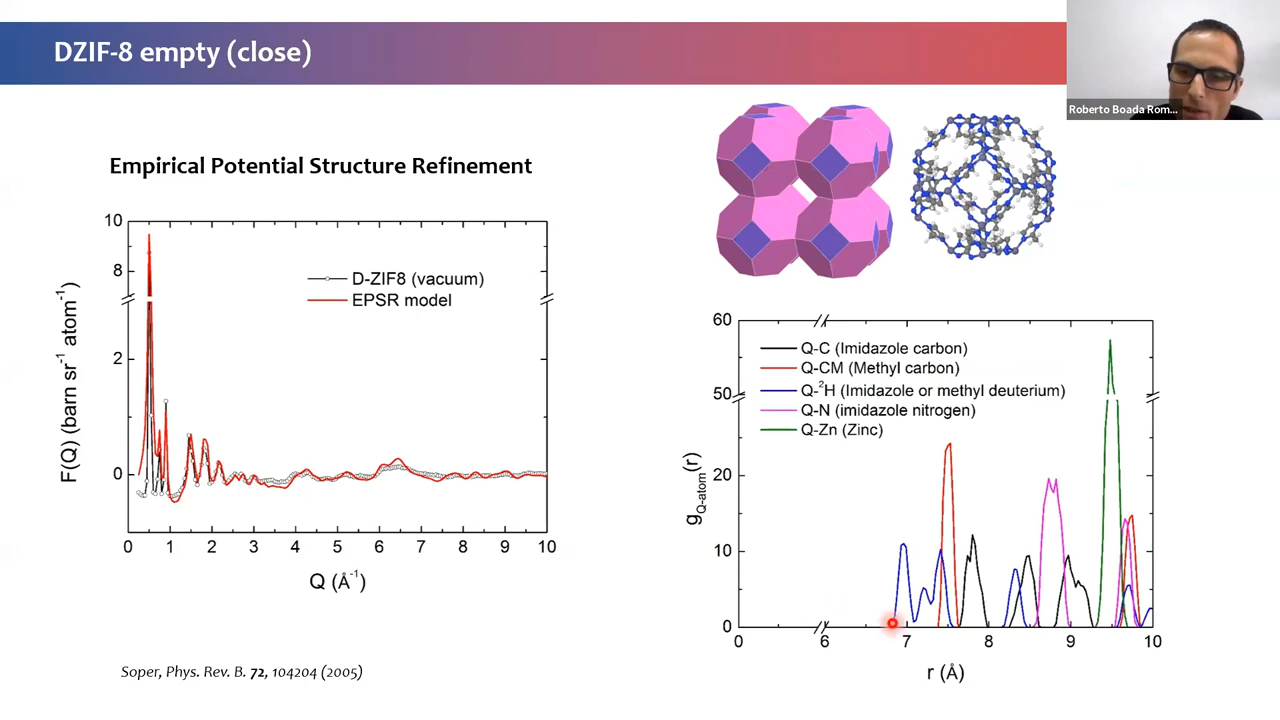 DZIF-8 empty (close)
Roberto Boada Rom...
Empirical Potential Structure Refinement
10
8
2
0
F(Q) (barn sr⁻¹ atom⁻¹)
D-ZIF8 (vacuum)
EPSR model
0 1 2 3 4 5 6 7 8 9 10
Q (Å⁻¹)
60
50
20
10
0
g_Q-atom(r)
Q-C (Imidazole carbon)
Q-CM (Methyl carbon)
Q-²H (Imidazole or methyl deuterium)
Q-N (imidazole nitrogen)
Q-Zn (Zinc)
0 6 7 8 9 10
r (Å)
Soper, Phys. Rev. B. 72, 104204 (2005)